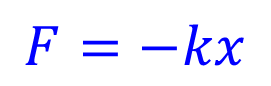 F = −kx